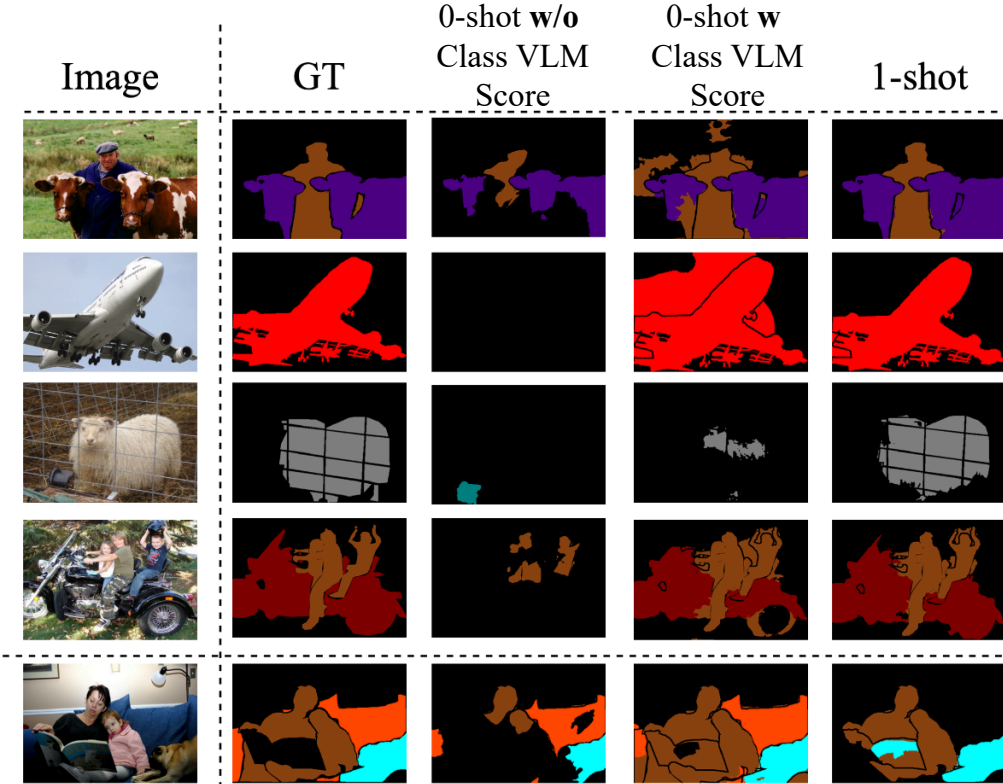 Image
GT
0-shot w/o
Class VLM
Score
0-shot w
Class VLM
Score
1-shot